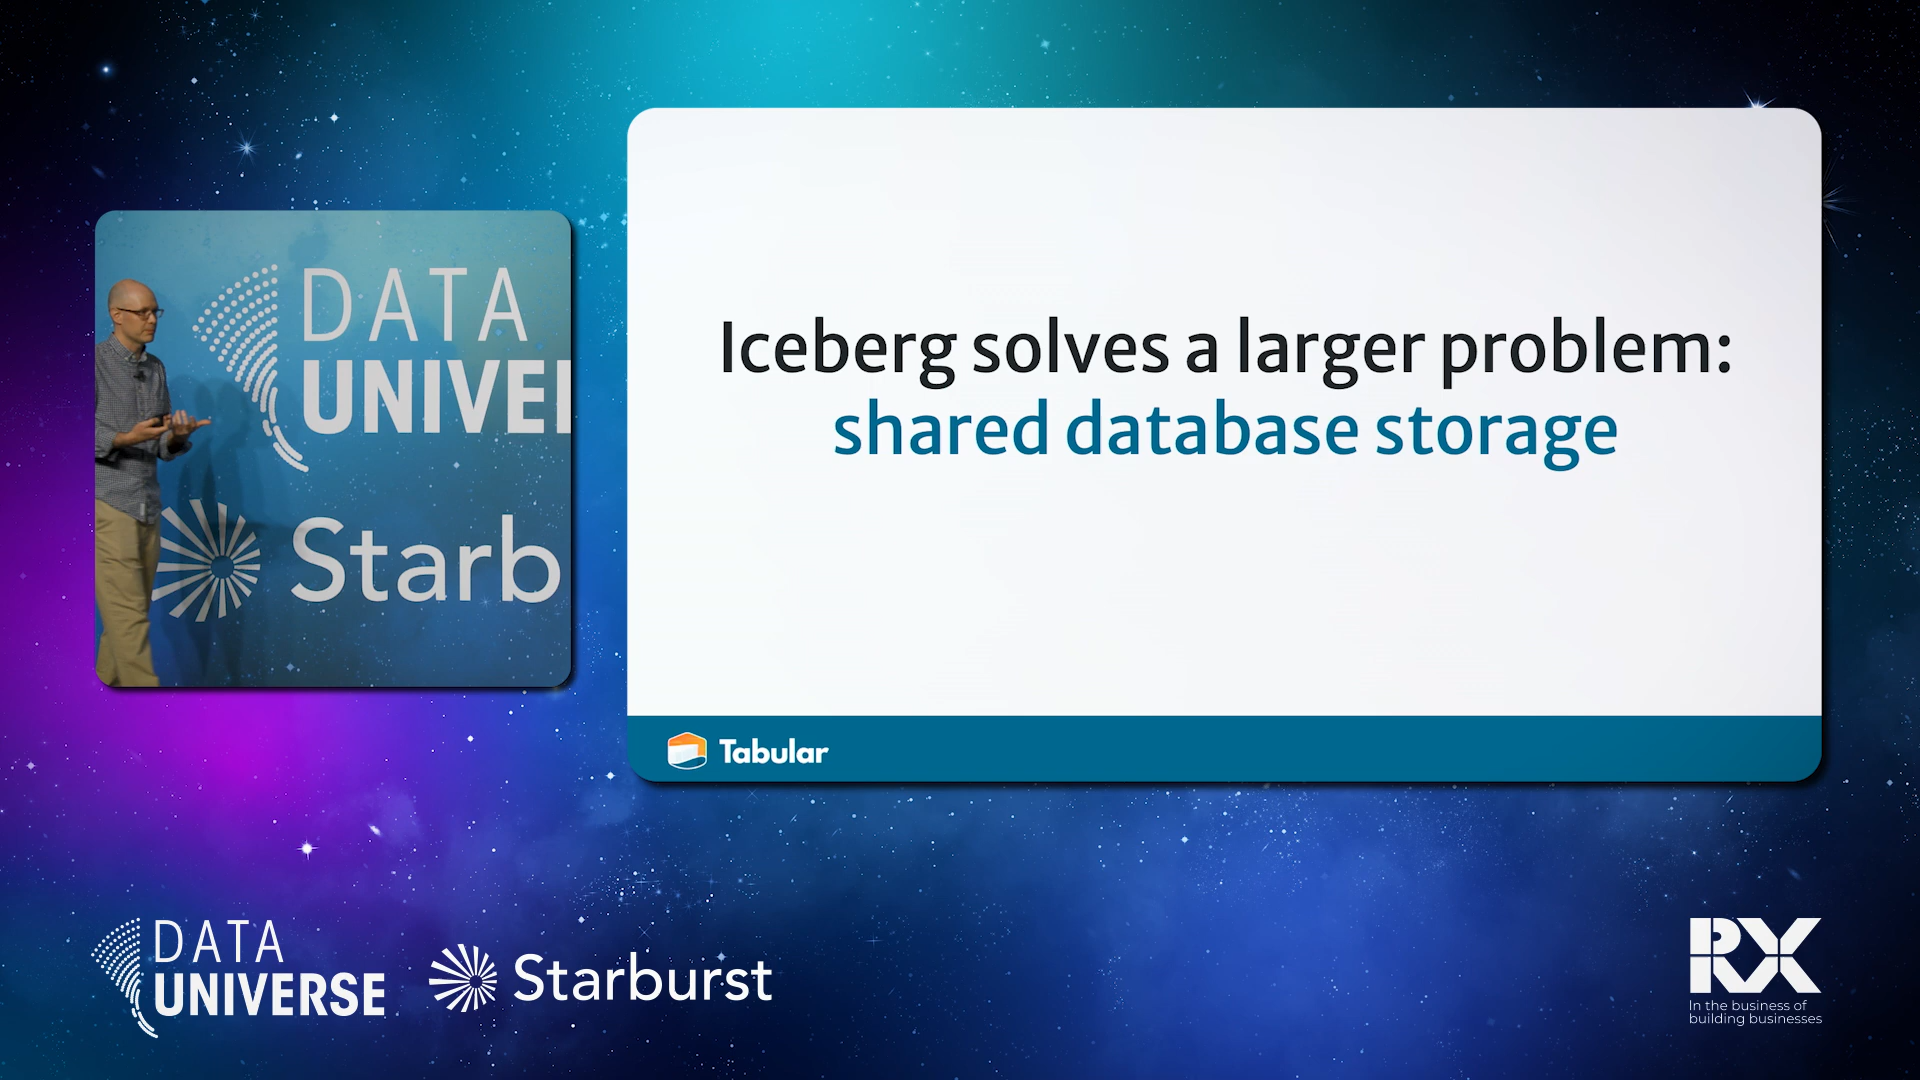 DATA
UNIVE
Starb
Iceberg solves a larger problem:
shared database storage
Tabular
DATA
UNIVERSE
Starburst
RX
In the business of
building businesses